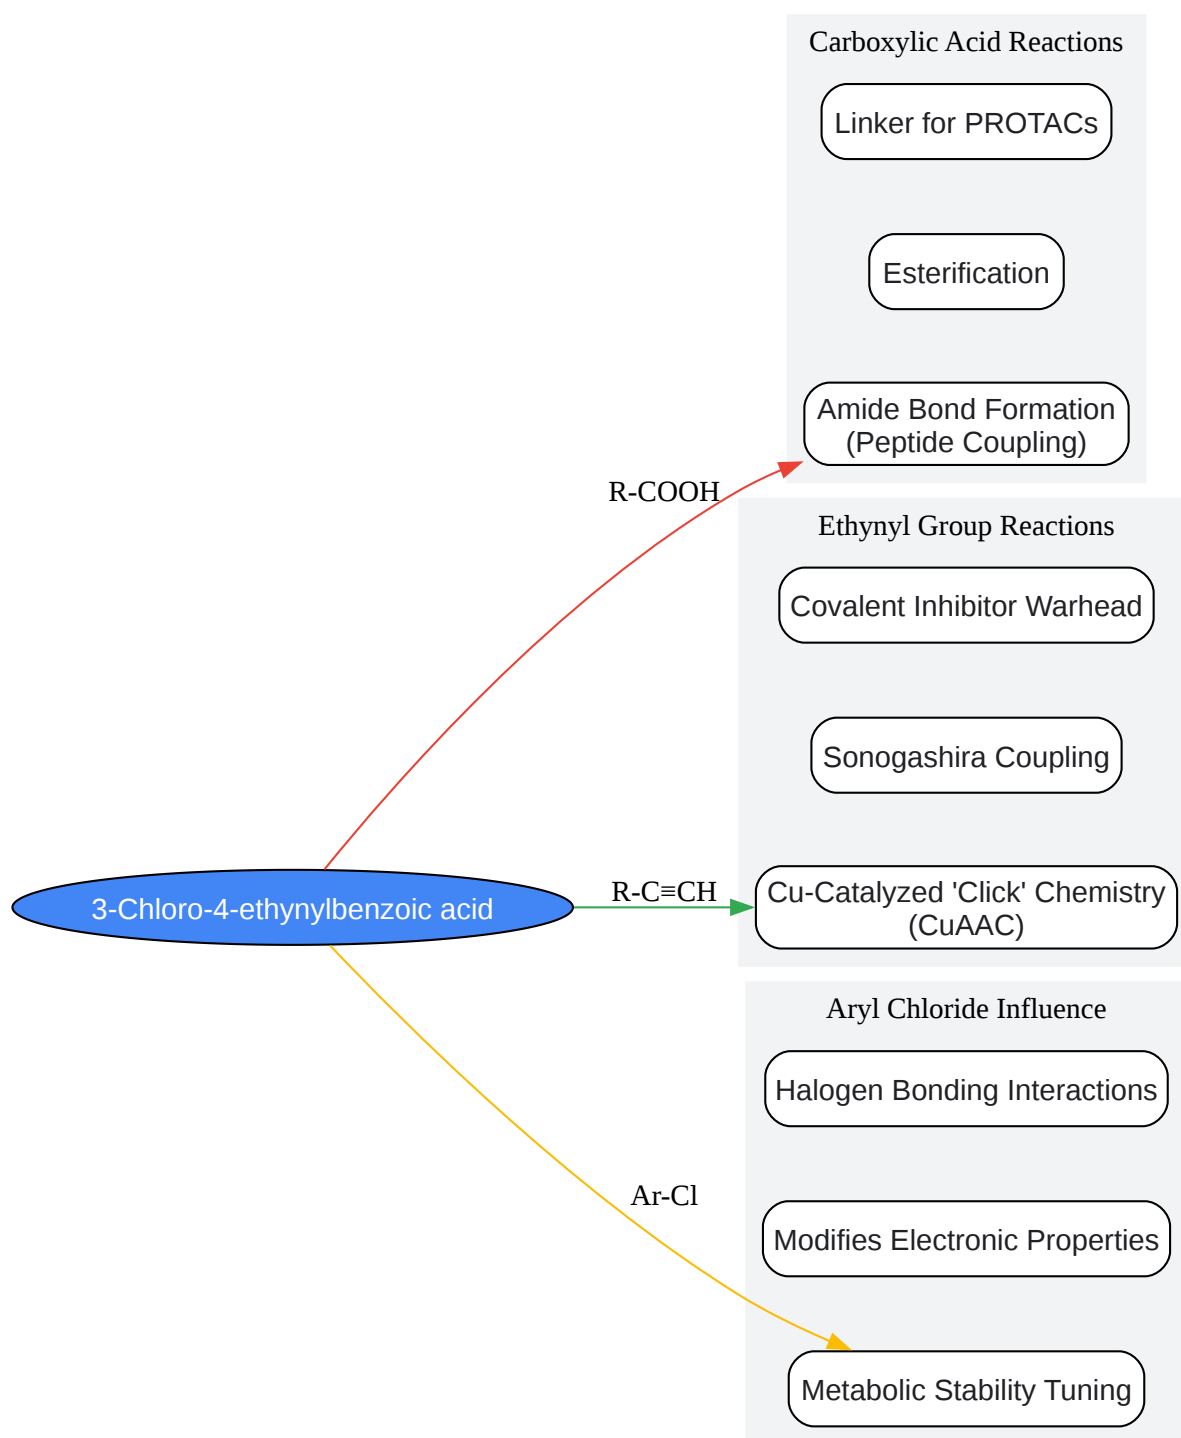 Carboxylic Acid Reactions
Linker for PROTACs
Esterification
Amide Bond Formation
(Peptide Coupling)
R-COOH
Ethynyl Group Reactions
Covalent Inhibitor Warhead
Sonogashira Coupling
3-Chloro-4-ethynylbenzoic acid
R-C≡CH
Cu-Catalyzed 'Click' Chemistry
(CuAAC)
Aryl Chloride Influence
Halogen Bonding Interactions
Ar-Cl
Modifies Electronic Properties
Metabolic Stability Tuning